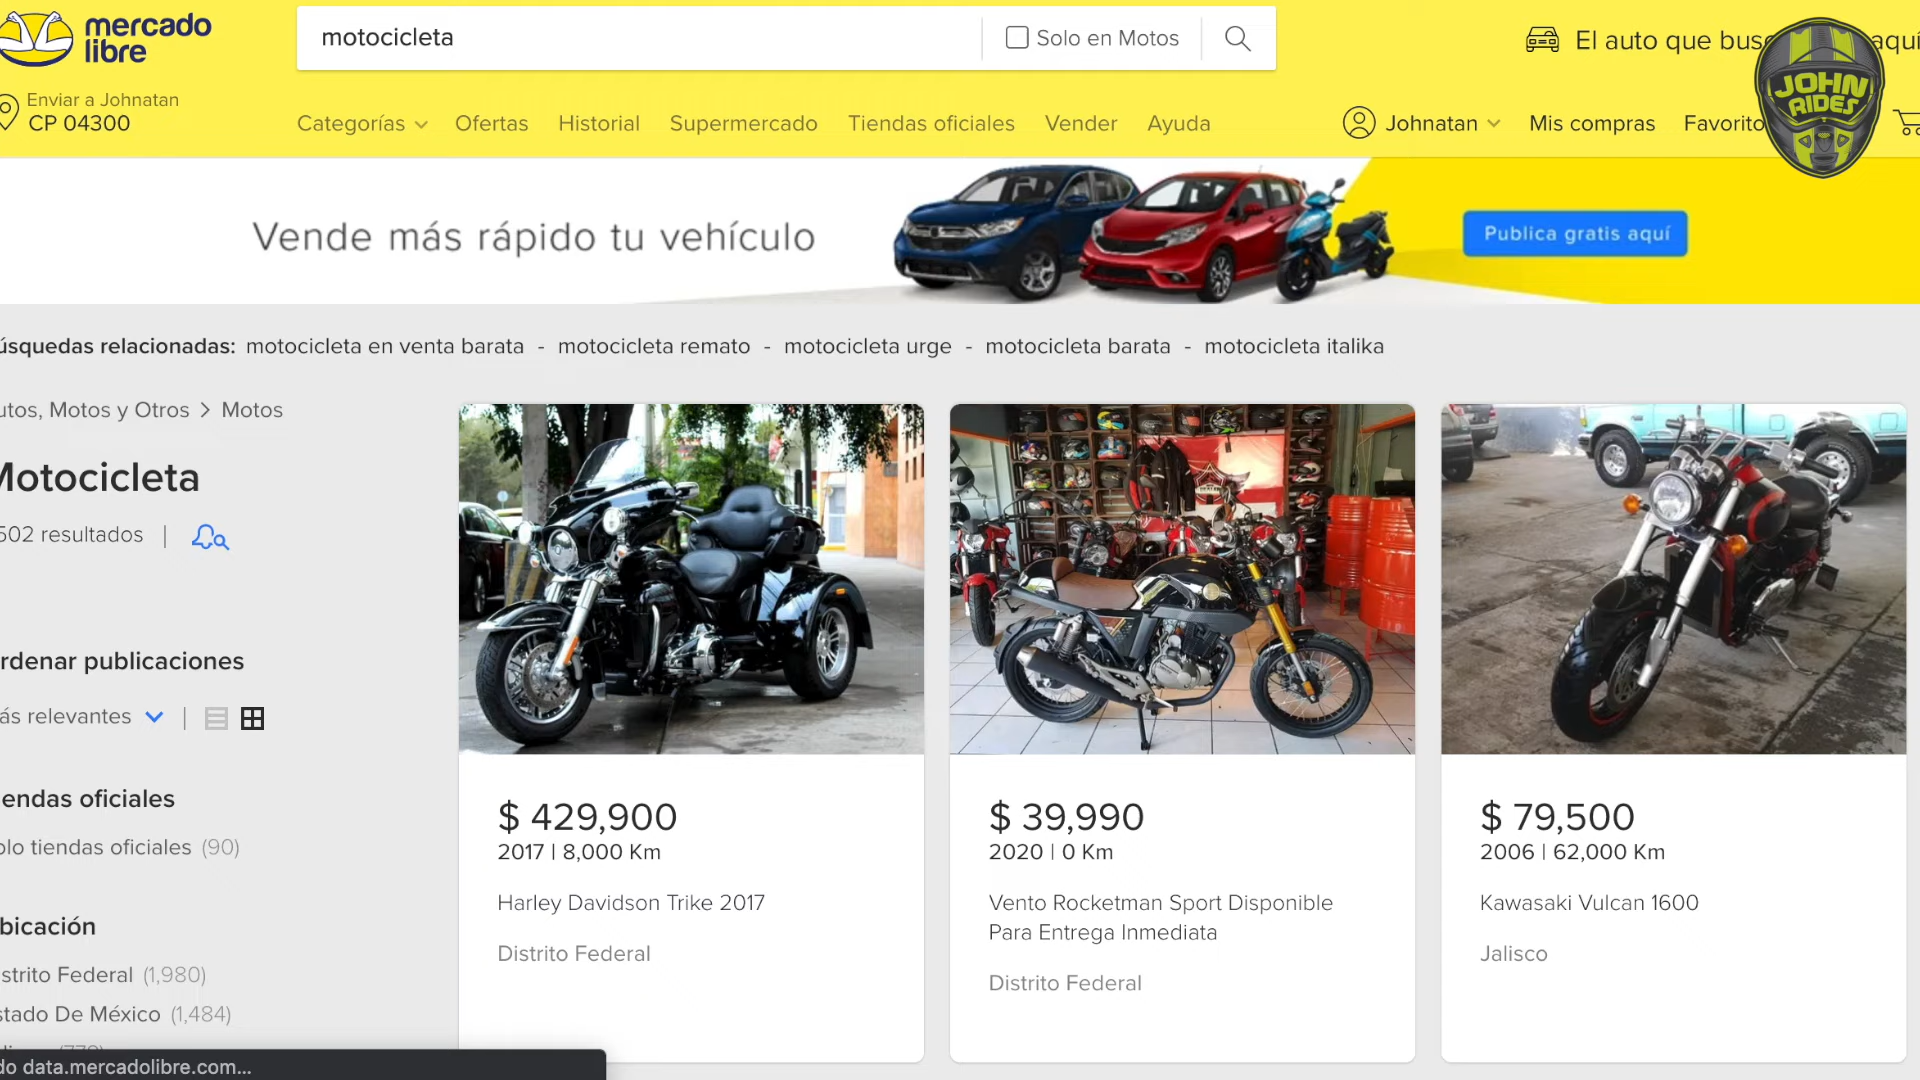 mercado
libre
motocicleta
Solo en Motos
El auto que bus
aquí
JOHN
RIDES
Enviar a Johnatan
CP 04300
Categorías
Ofertas
Historial
Supermercado
Tiendas oficiales
Vender
Ayuda
Johnatan
Mis compras
Favorito
Vende más rápido tu vehículo
Publica gratis aquí
úsquedas relacionadas: motocicleta en venta barata - motocicleta remato - motocicleta urge - motocicleta barata - motocicleta italika
utos, Motos y Otros > Motos
Motocicleta
502 resultados
rdenar publicaciones
ás relevantes
iendas oficiales
olo tiendas oficiales (90)
bicación
istrito Federal (1,980)
stado De México (1,484)
do data.mercadolibre.com...
$ 429,900
2017 | 8,000 Km
Harley Davidson Trike 2017
Distrito Federal
$ 39,990
2020 | 0 Km
Vento Rocketman Sport Disponible
Para Entrega Inmediata
Distrito Federal
$ 79,500
2006 | 62,000 Km
Kawasaki Vulcan 1600
Jalisco